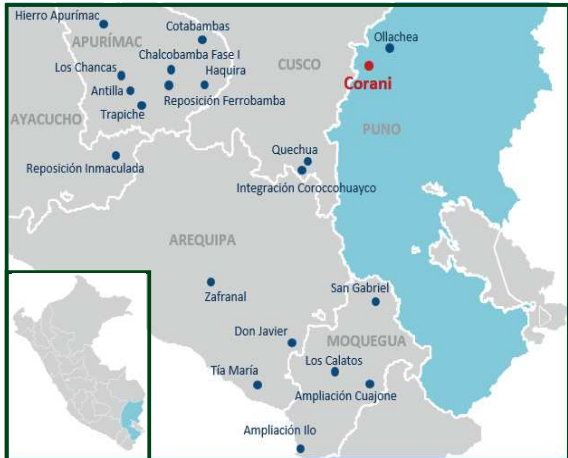 Hierro Apurímac
Cotabambas
APURÍMAC
Ollachea
Chalcobamba Fase I
CUSCO
Los Chancas
Haquira
Corani
Antilla
Reposición Ferrobamba
Trapiche
AYACUCHO
PUNO
Quechua
Reposición Inmaculada
Integración Coroccohuayco
AREQUIPA
Zafranal
San Gabriel
Don Javier
MOQUEGUA
Los Calatos
Tía María
Ampliación Cuajone
Ampliación Ilo